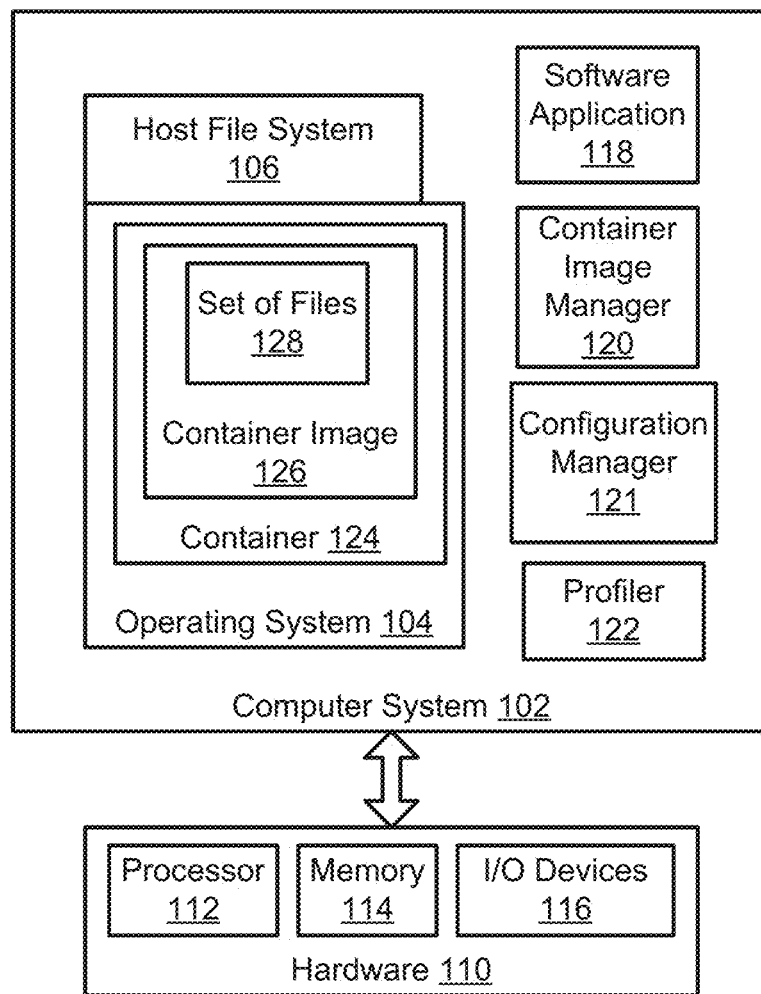 Host File System
106
Set of Files
128
Container Image
126
Container 124
Operating System 104
Software
Application
118
Container
Image
Manager
120
Configuration
Manager
121
Profiler
122
Computer System 102
Processor
112
Memory
114
I/O Devices
116
Hardware 110